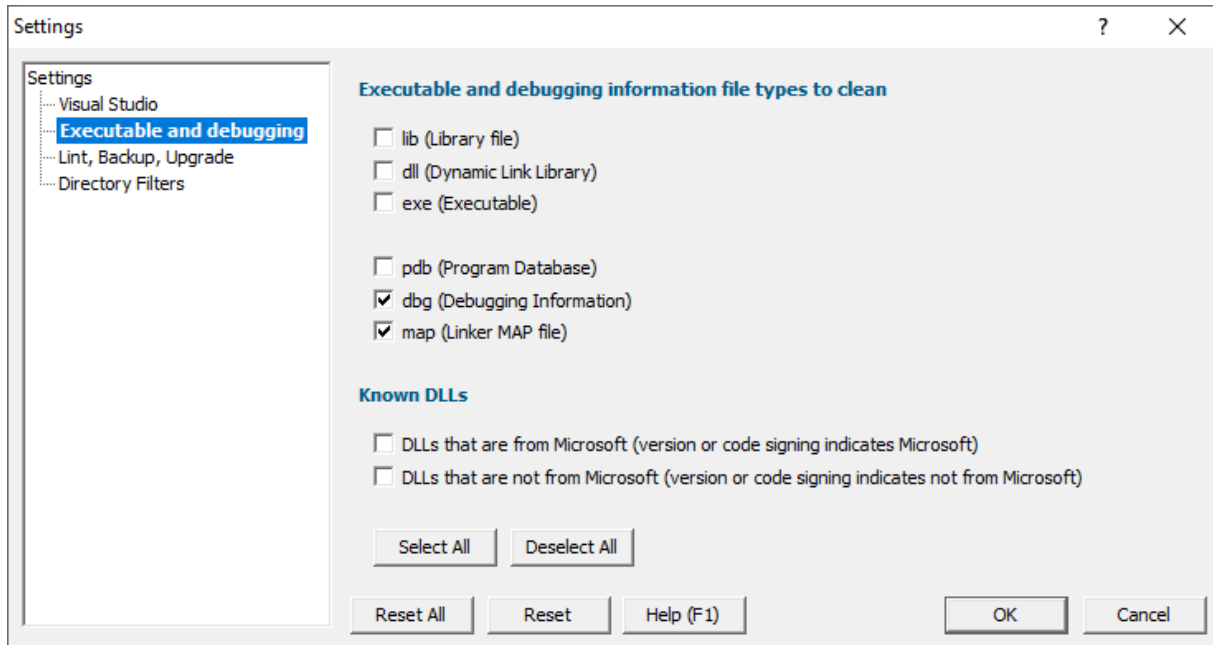 Settings
?
Settings
Visual Studio
Executable and debugging
Lint, Backup, Upgrade
Directory Filters
Executable and debugging information file types to clean
lib (Library file)
dll (Dynamic Link Library)
exe (Executable)
pdb (Program Database)
dbg (Debugging Information)
map (Linker MAP file)
Known DLLs
DLLs that are from Microsoft (version or code signing indicates Microsoft)
DLLs that are not from Microsoft (version or code signing indicates not from Microsoft)
Select All
Deselect All
Reset All
Reset
Help (F1)
OK
Cancel